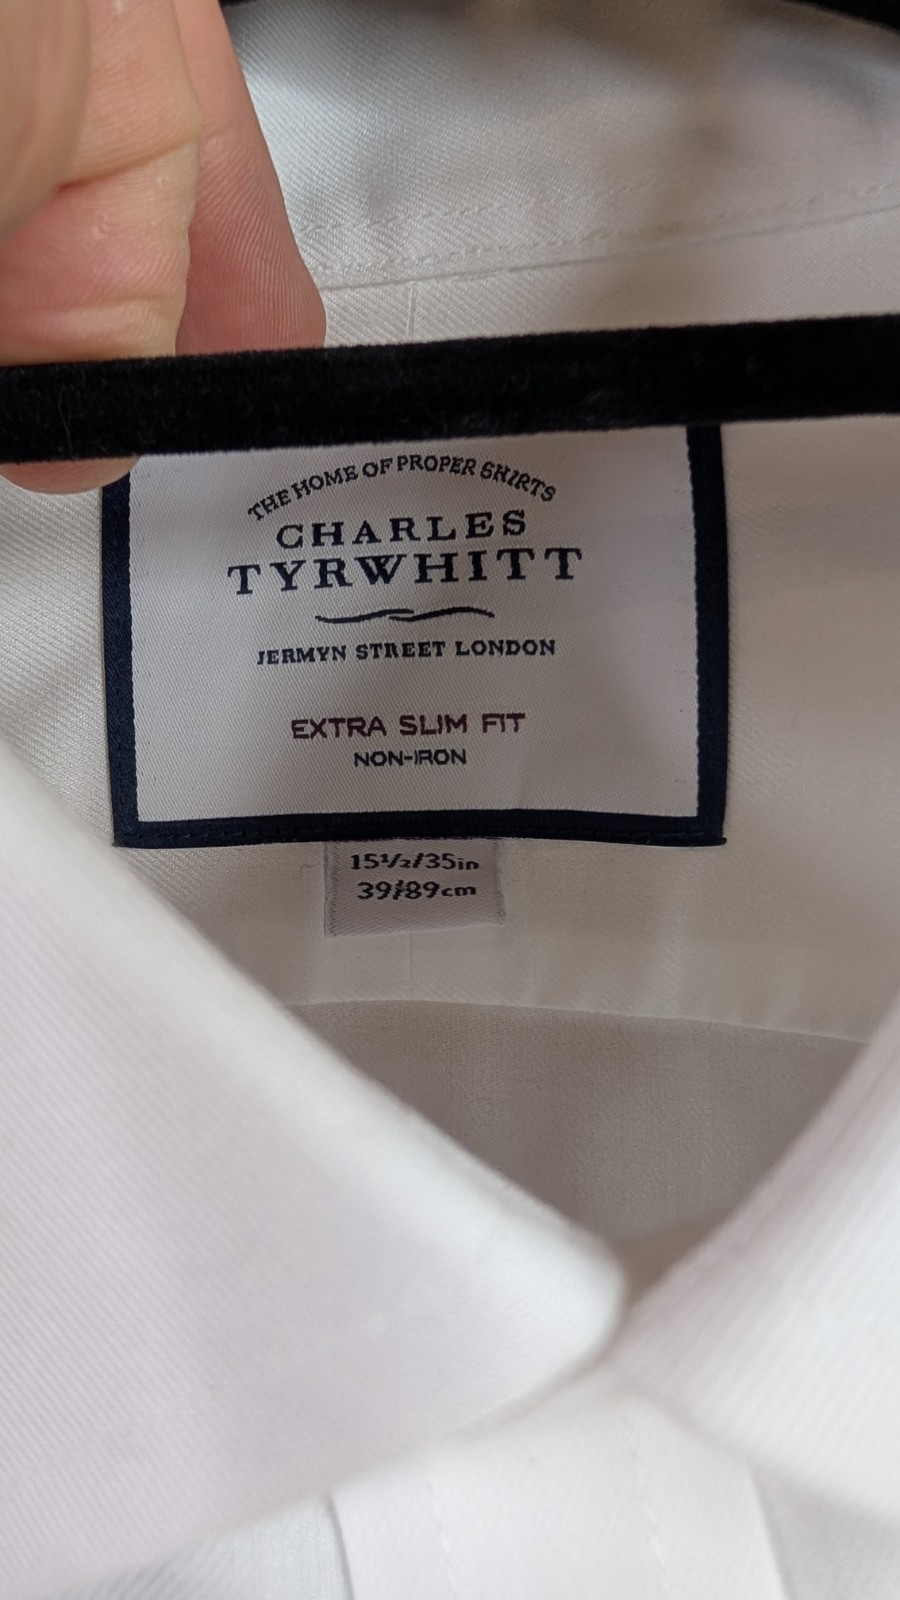 THE HOME OF PROPER SHIRTS
CHARLES
TYRWHITT
JERMYN STREET LONDON
EXTRA SLIM FIT
NON-IRON
15½/35in
39/89cm